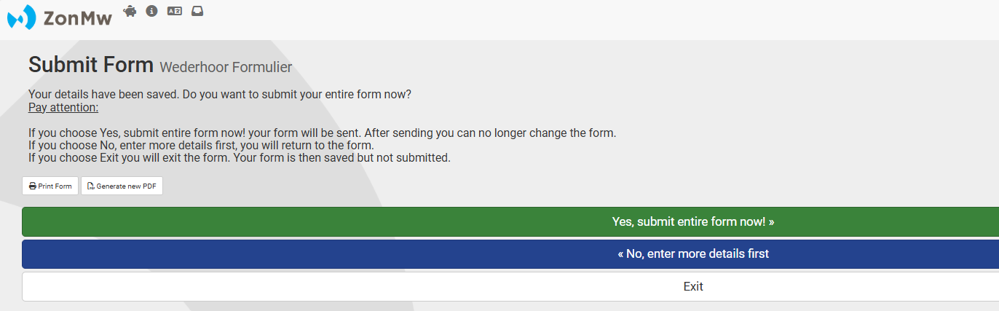 ZonMw
Submit Form Wederhoor Formulier
Your details have been saved. Do you want to submit your entire form now?
Pay attention:
If you choose Yes, submit entire form now! your form will be sent. After sending you can no longer change the form.
If you choose No, enter more details first, you will return to the form.
If you choose Exit you will exit the form. Your form is then saved but not submitted.
Print Form Generate new PDF
Yes, submit entire form now! »
« No, enter more details first
Exit